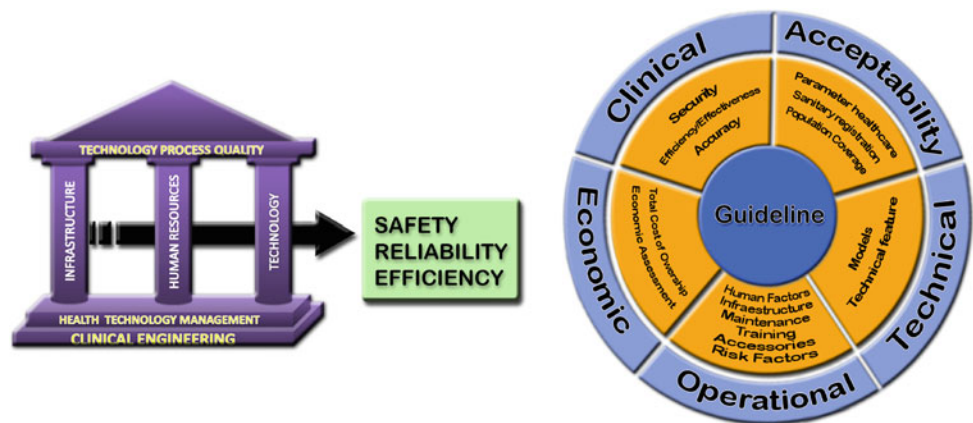 TECHNOLOGY PROCESS QUALITY
INFRASTRUCTURE
HUMAN RESOURCES
TECHNOLOGY
HEALTH TECHNOLOGY MANAGEMENT
CLINICAL ENGINEERING
SAFETY
RELIABILITY
EFFICIENCY
Clinical
Security
Efficiency/Effectiveness
Accuracy
Acceptability
Parameter healthcare
Sanitary registration
Population Coverage
Guideline
Economic
Total Cost of Owership
Economic Assessment
Technical
Models
Technical feature
Human Factors
Infraestructure
Maintenance
Training
Accessories
Risk Factors
Operational